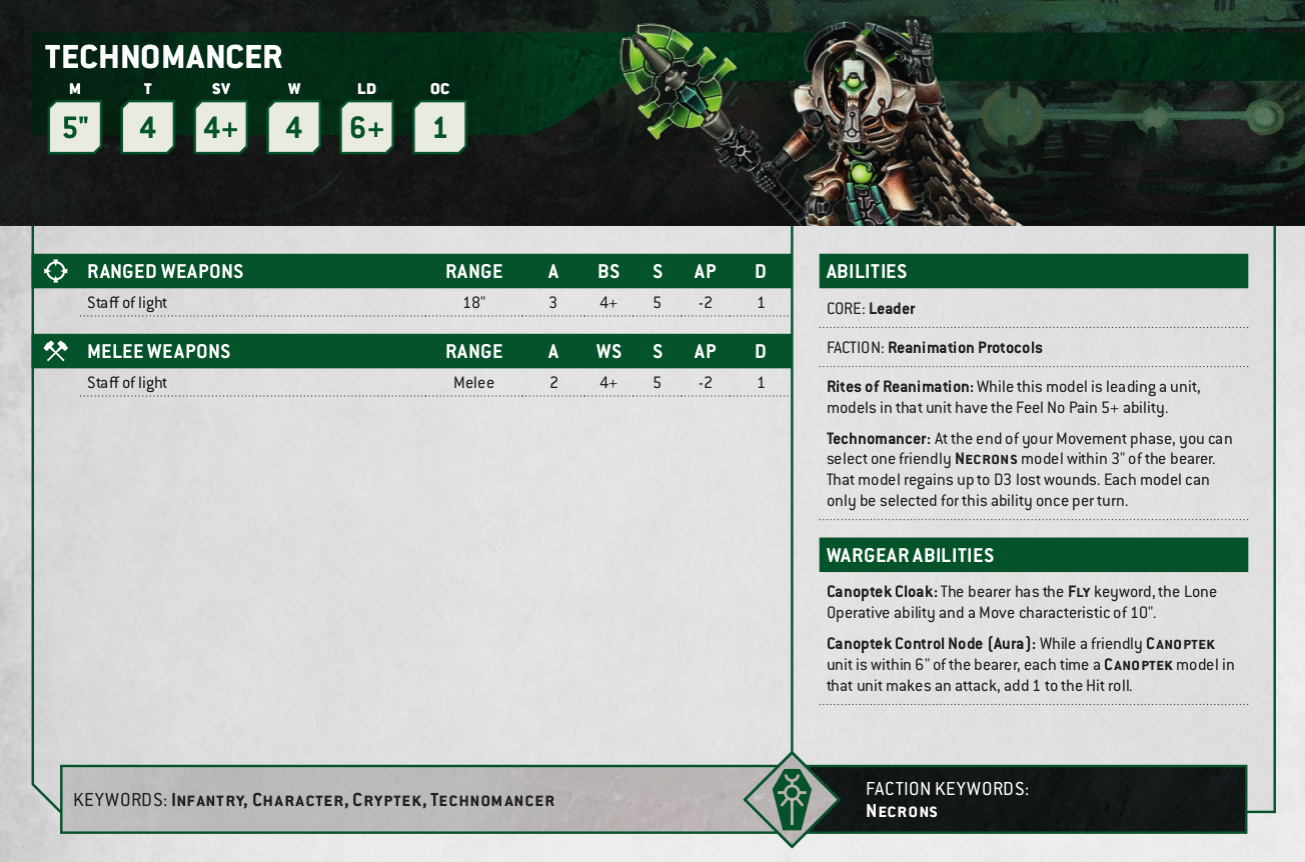 TECHNOMANCER
M T SV W LD OC
5" 4 4+ 4 6+ 1
RANGED WEAPONS RANGE A BS S AP D
Staff of light 18" 3 4+ 5 -2 1
MELEE WEAPONS RANGE A WS S AP D
Staff of light Melee 2 4+ 5 -2 1
ABILITIES
CORE: Leader
FACTION: Reanimation Protocols
Rites of Reanimation: While this model is leading a unit,
models in that unit have the Feel No Pain 5+ ability.
Technomancer: At the end of your Movement phase, you can
select one friendly NECRONS model within 3" of the bearer.
That model regains up to D3 lost wounds. Each model can
only be selected for this ability once per turn.
WARGEAR ABILITIES
Canoptek Cloak: The bearer has the FLY keyword, the Lone
Operative ability and a Move characteristic of 10".
Canoptek Control Node (Aura): While a friendly CANOPTEK
unit is within 6" of the bearer, each time a CANOPTEK model in
that unit makes an attack, add 1 to the Hit roll.
KEYWORDS: INFANTRY, CHARACTER, CRYPTEK, TECHNOMANCER
FACTION KEYWORDS:
NECRONS